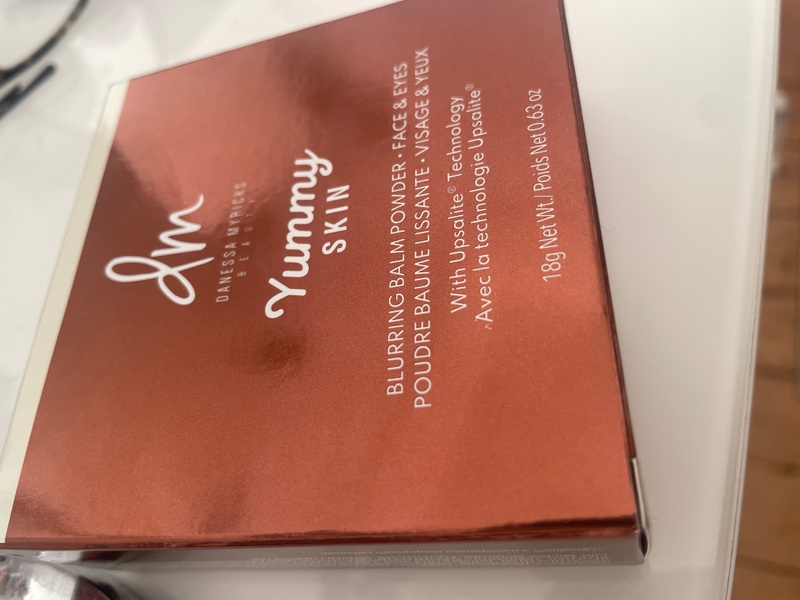 dm
DANESSA MYRICKS
BEAUTY
Yummy
SKIN
BLURRING BALM POWDER • FACE & EYES
POUDRE BAUME LISSANTE • VISAGE & YEUX
With Upsalite® Technology
Avec la technologie Upsalite®
18g Net Wt./ Poids Net 0.63 oz